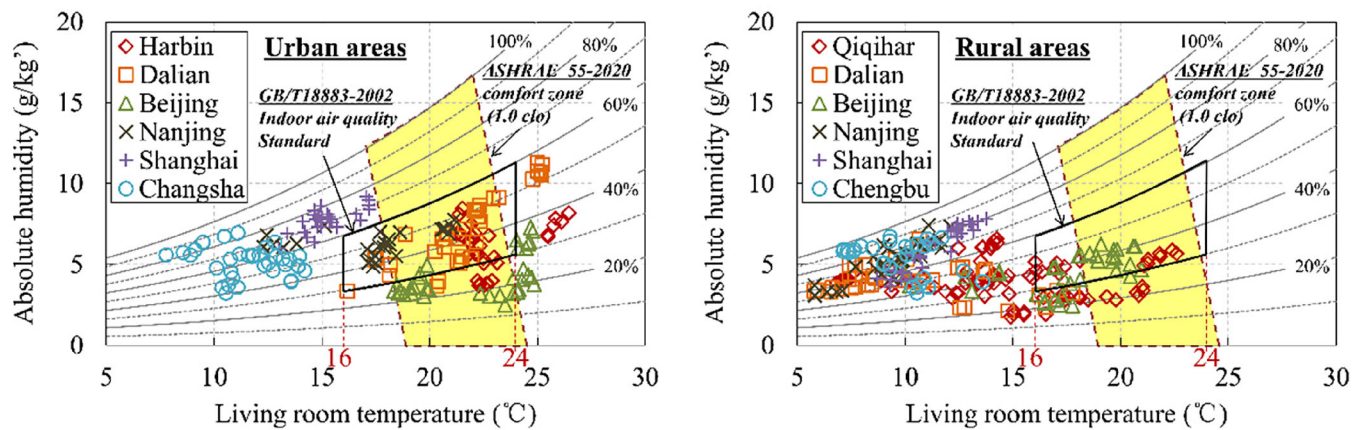 20
15
10
5
0
Absolute humidity (g/kg’)
Harbin
Dalian
Beijing
Nanjing
Shanghai
Changsha
Urban areas
GB/T18883-2002
Indoor air quality
Standard
100%
80%
ASHRAE 55-2020
comfort zone
(1.0 clo)
60%
40%
20%
16
24
5
10
15
20
25
30
Living room temperature (℃)
20
15
10
5
0
Absolute humidity (g/kg’)
Qiqihar
Dalian
Beijing
Nanjing
Shanghai
Chengbu
Rural areas
GB/T18883-2002
Indoor air quality
Standard
100%
80%
ASHRAE 55-2020
comfort zone
(1.0 clo)
60%
40%
20%
16
24
5
10
15
20
25
30
Living room temperature (℃)